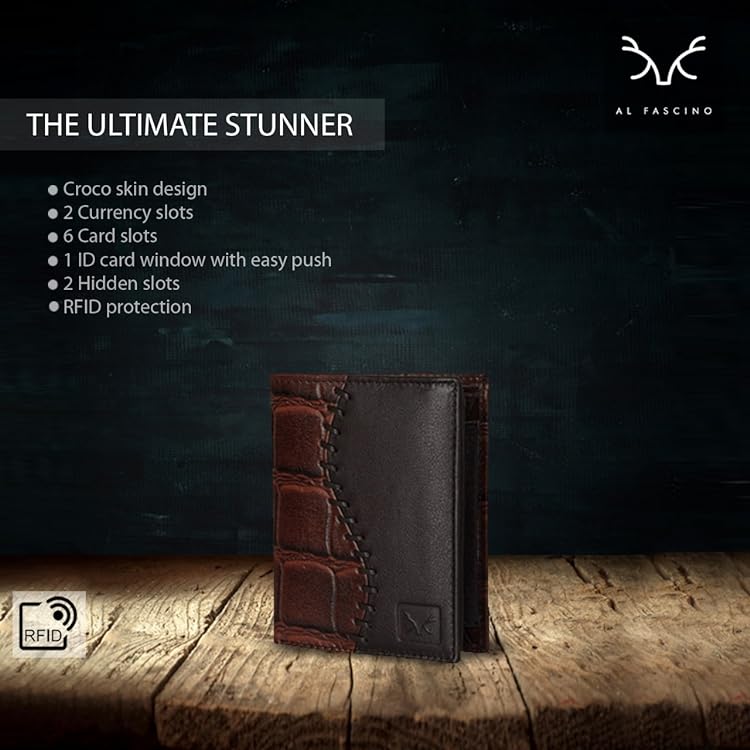 AL FASCINO
THE ULTIMATE STUNNER
Croco skin design
2 Currency slots
6 Card slots
1 ID card window with easy push
2 Hidden slots
RFID protection
RFID